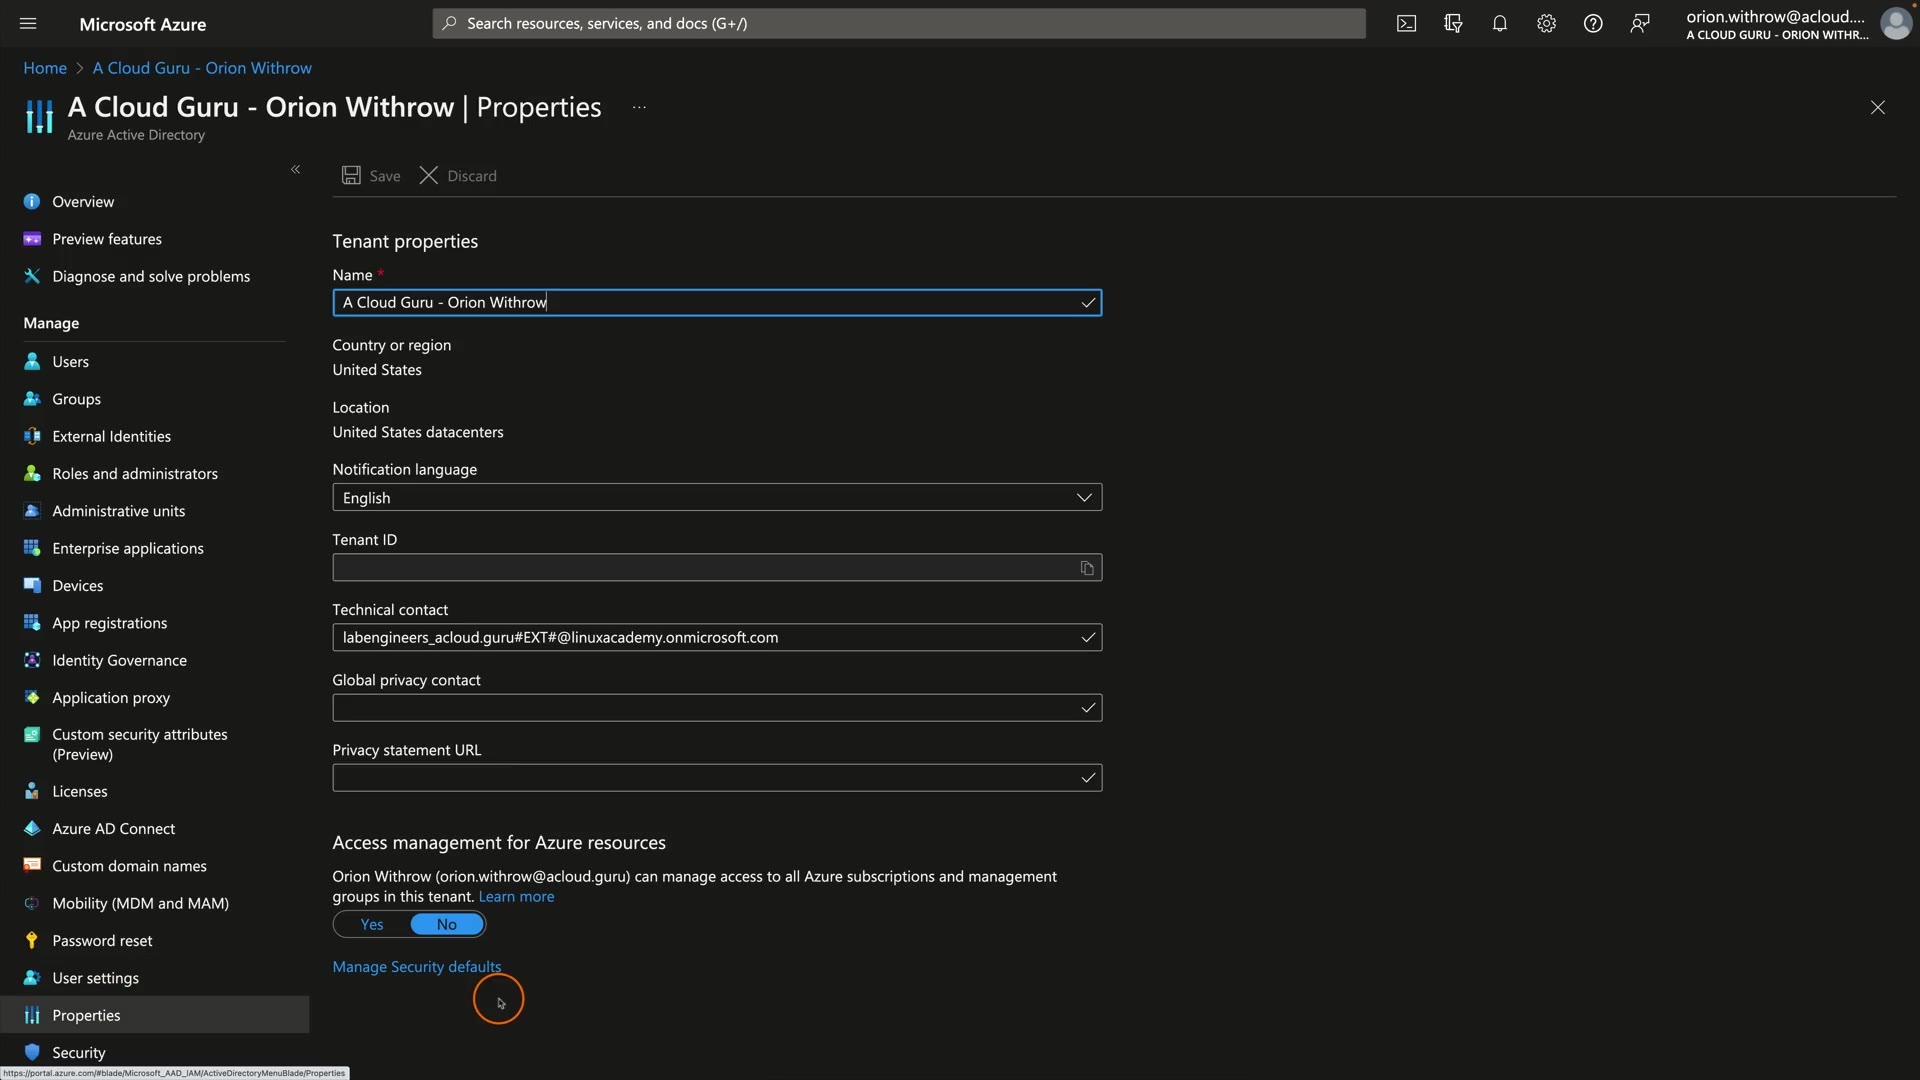 Microsoft Azure
Search resources, services, and docs (G+/)
orion.withrow@acloud....
A CLOUD GURU - ORION WITHR...
Home > A Cloud Guru - Orion Withrow
A Cloud Guru - Orion Withrow | Properties ...
Azure Active Directory
«
Save
Discard
Overview
Preview features
Diagnose and solve problems
Manage
Users
Groups
External Identities
Roles and administrators
Administrative units
Enterprise applications
Devices
App registrations
Identity Governance
Application proxy
Custom security attributes
(Preview)
Licenses
Azure AD Connect
Custom domain names
Mobility (MDM and MAM)
Password reset
User settings
Properties
Security
Tenant properties
Name *
A Cloud Guru - Orion Withrow
Country or region
United States
Location
United States datacenters
Notification language
English
Tenant ID
Technical contact
labengineers_acloud.guru#EXT#@linuxacademy.onmicrosoft.com
Global privacy contact
Privacy statement URL
Access management for Azure resources
Orion Withrow (orion.withrow@acloud.guru) can manage access to all Azure subscriptions and management
groups in this tenant. Learn more
Yes No
Manage Security defaults
https://portal.azure.com/#blade/Microsoft_AAD_IAM/ActiveDirectoryMenuBlade/Properties